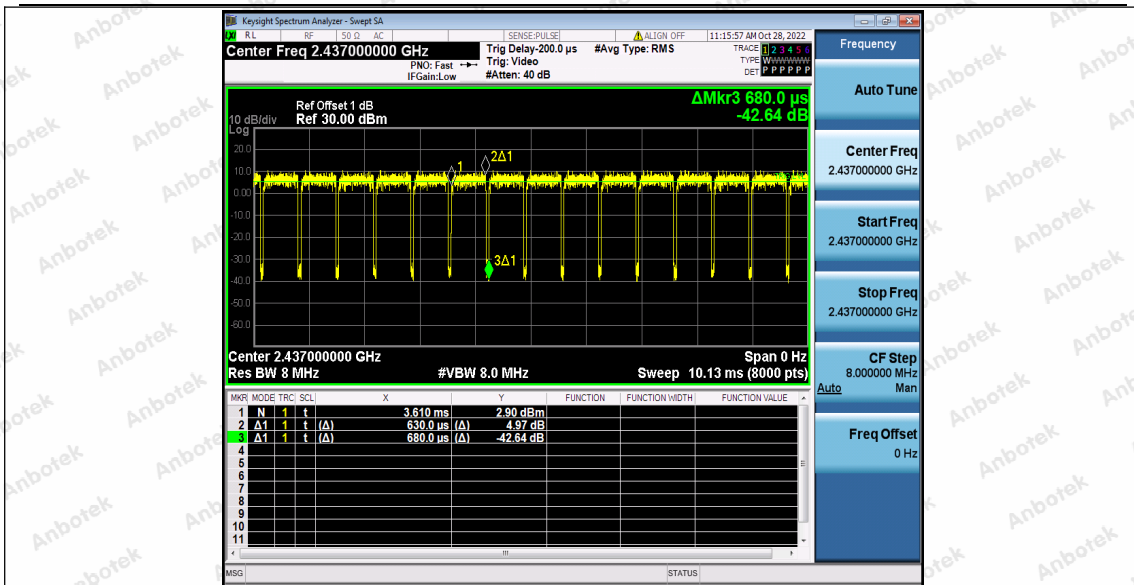 Keysight Spectrum Analyzer - Swept SA
RL RF 50 Ω AC SENSE:PULSE ALIGN OFF 11:15:57 AM Oct 28, 2022
Center Freq 2.437000000 GHz
PNO: Fast
IFGain:Low
Trig Delay-200.0 µs
Trig: Video
#Atten: 40 dB
#Avg Type: RMS
TRACE 1 2 3 4 5 6
TYPE WWWWWW
DET P P P P P P
ΔMkr3 680.0 µs
-42.64 dB
Ref Offset 1 dB
10 dB/div Ref 30.00 dBm
Log
20.0
10.0
0.00
-10.0
-20.0
-30.0
-40.0
-50.0
-60.0
1
2Δ1
3Δ1
Center 2.437000000 GHz Span 0 Hz
Res BW 8 MHz #VBW 8.0 MHz Sweep 10.13 ms (8000 pts)
MKR MODE TRC SCL X Y FUNCTION FUNCTION WIDTH FUNCTION VALUE
1 N 1 t 3.610 ms 2.90 dBm
2 Δ1 1 t (Δ) 630.0 µs (Δ) 4.97 dB
3 Δ1 1 t (Δ) 680.0 µs (Δ) -42.64 dB
4
5
6
7
8
9
10
11
MSG STATUS
Frequency
Auto Tune
Center Freq
2.437000000 GHz
Start Freq
2.437000000 GHz
Stop Freq
2.437000000 GHz
CF Step
8.000000 MHz
Auto Man
Freq Offset
0 Hz
Anbotek